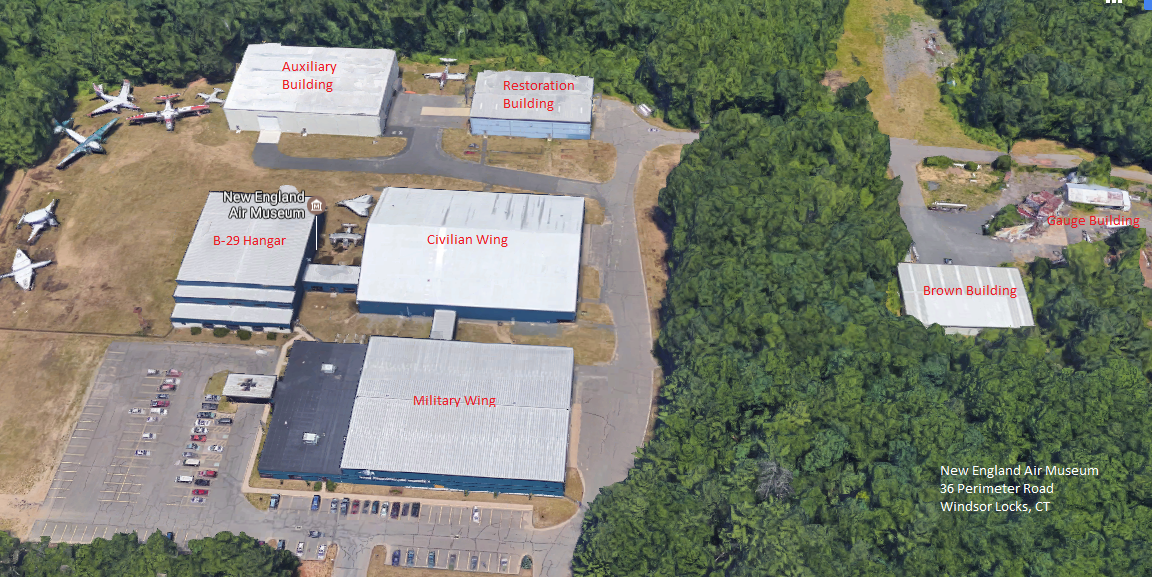 Auxiliary
Building
Restoration
Building
New England
Air Museum
B-29 Hangar
Civilian Wing
Gauge Building
Brown Building
Military Wing
New England Air Museum
36 Perimeter Road
Windsor Locks, CT